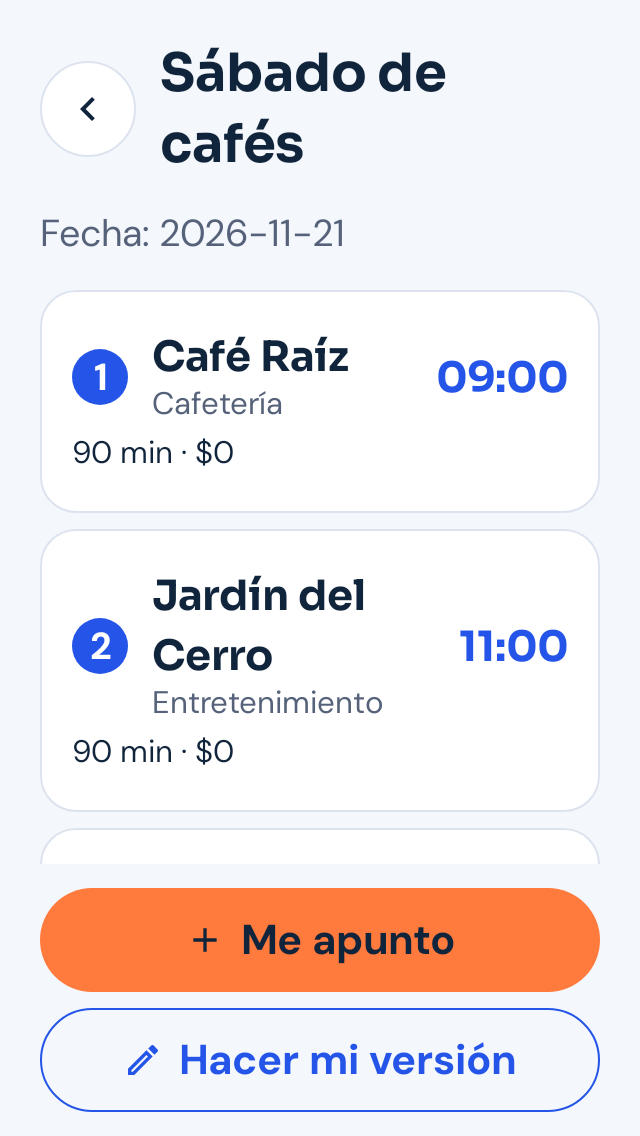 Sábado de
cafés
Fecha: 2026-11-21
1
Café Raíz
Cafetería
09:00
90 min · $0
2
Jardín del
Cerro
Entretenimiento
11:00
90 min · $0
+ Me apunto
Hacer mi versión